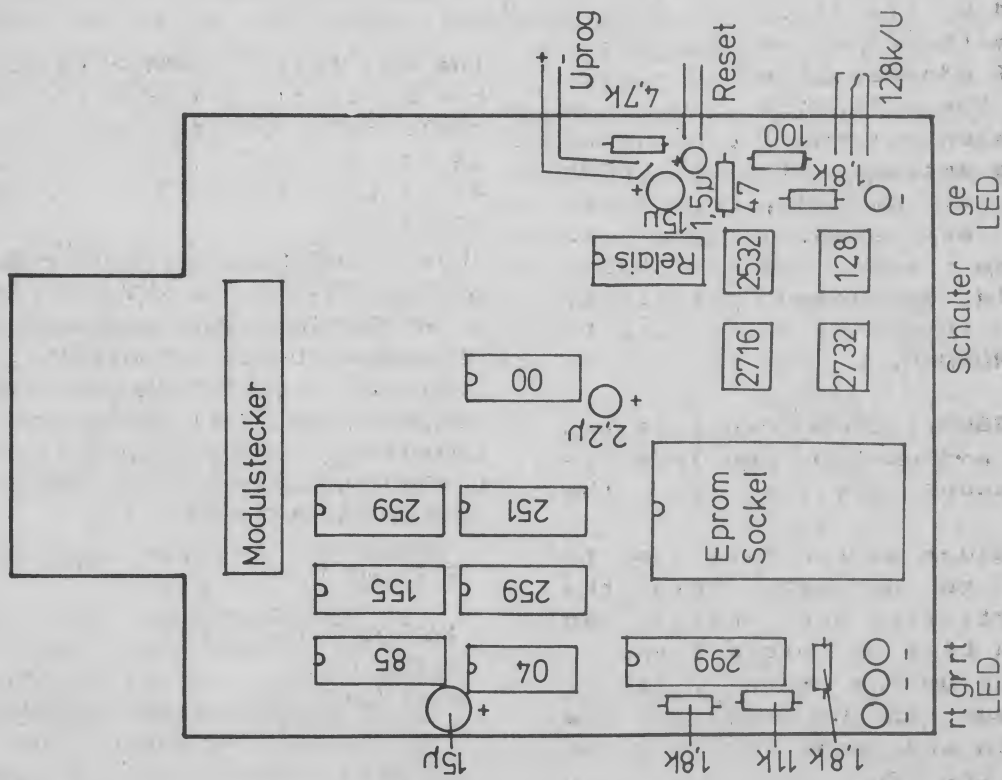 Uprog
+
-
4,7k
Reset
128k/U
100
+
+
15µ
1,5µ
47
1,8k
-
Relais
2532
128
2716
2732
ge
LED
Schalter
Modulstecker
00
2,2µ
+
259
251
155
259
85
04
15µ
+
Eprom
Sockel
299
1,8k
11k
1,8k
- - -
rt gr rt
LED